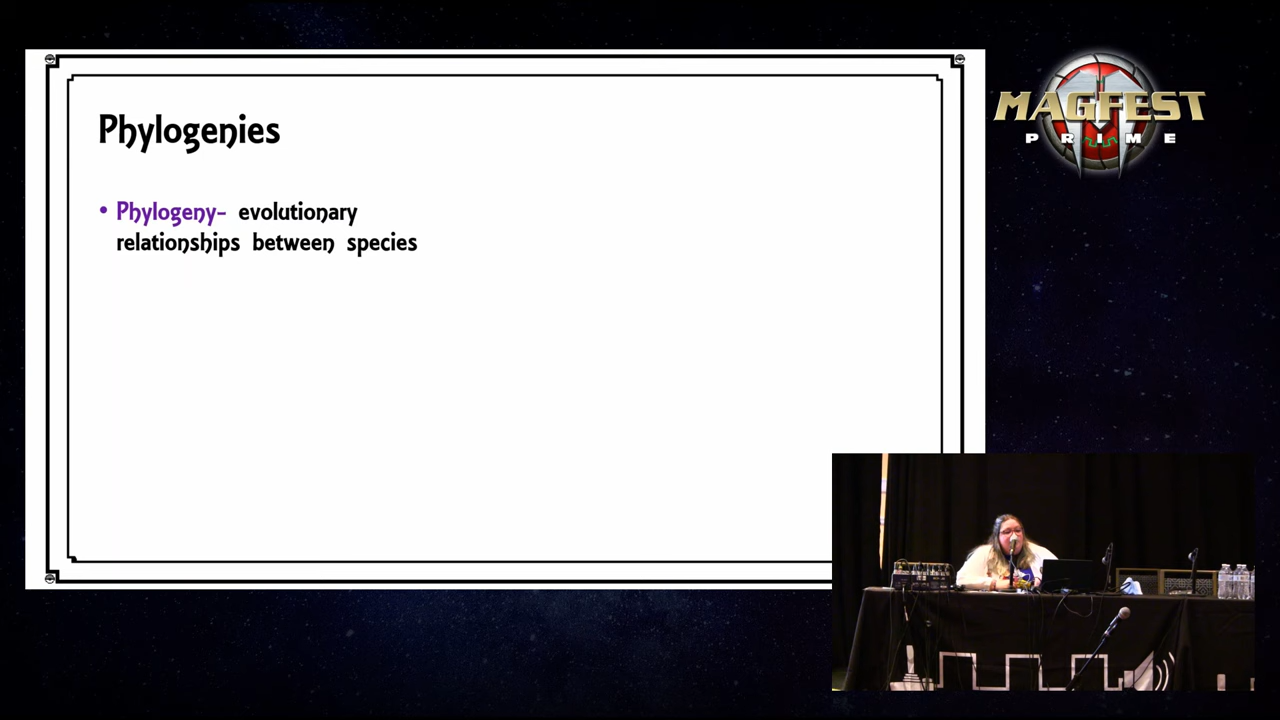 Phylogenies
• Phylogeny- evolutionary
relationships between species
MAGFEST
PRIME